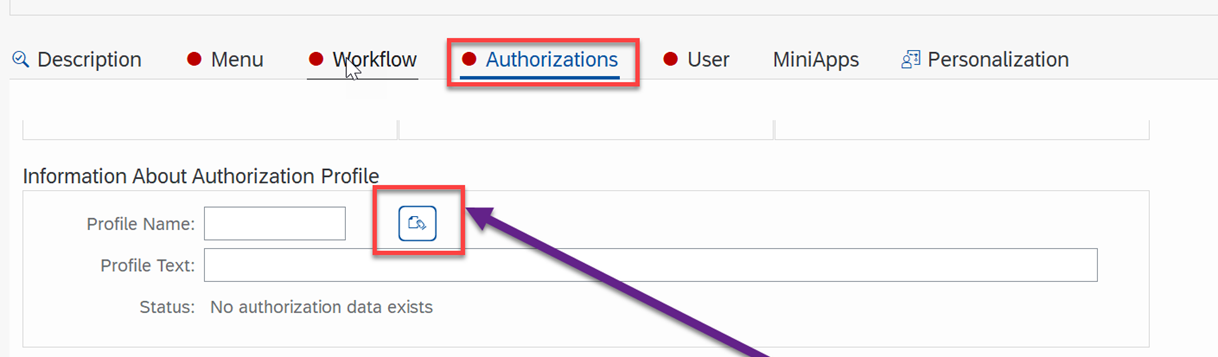 Description Menu Workflow Authorizations User MiniApps Personalization
Information About Authorization Profile
Profile Name:
Profile Text:
Status: No authorization data exists